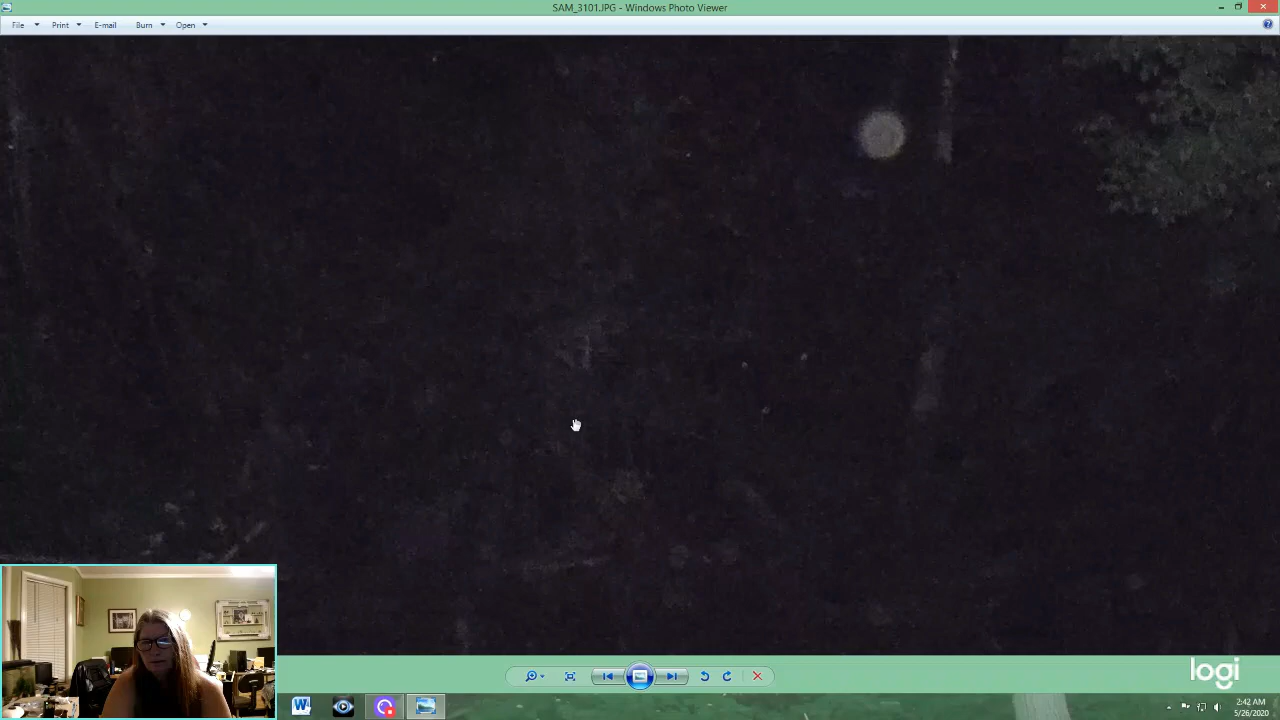 SAM_3101.JPG - Windows Photo Viewer
File Print E-mail Burn Open
logi
2:42 AM
5/26/2020